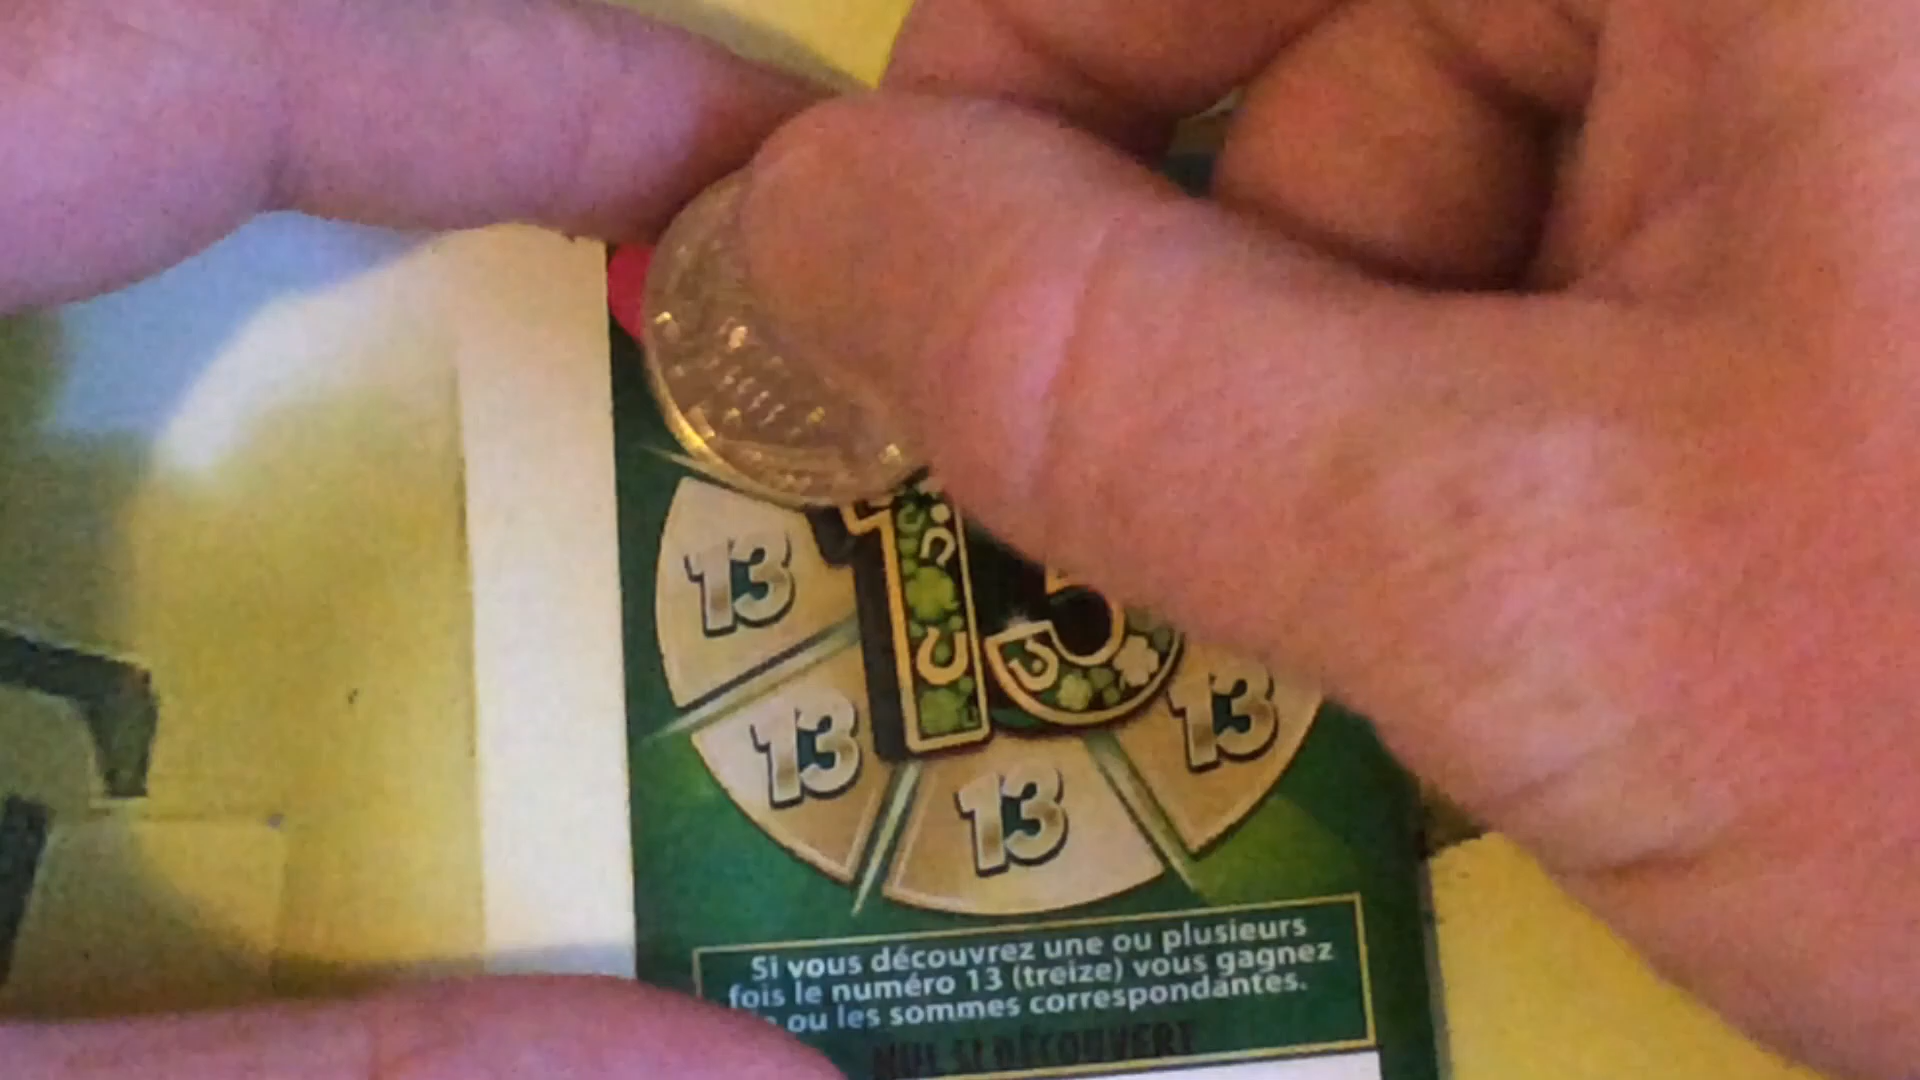 13
13
13
13
13
Si vous découvrez une ou plusieurs
fois le numéro 13 (treize) vous gagnez
ou les sommes correspondantes.
NUL SI DÉCOUVERT